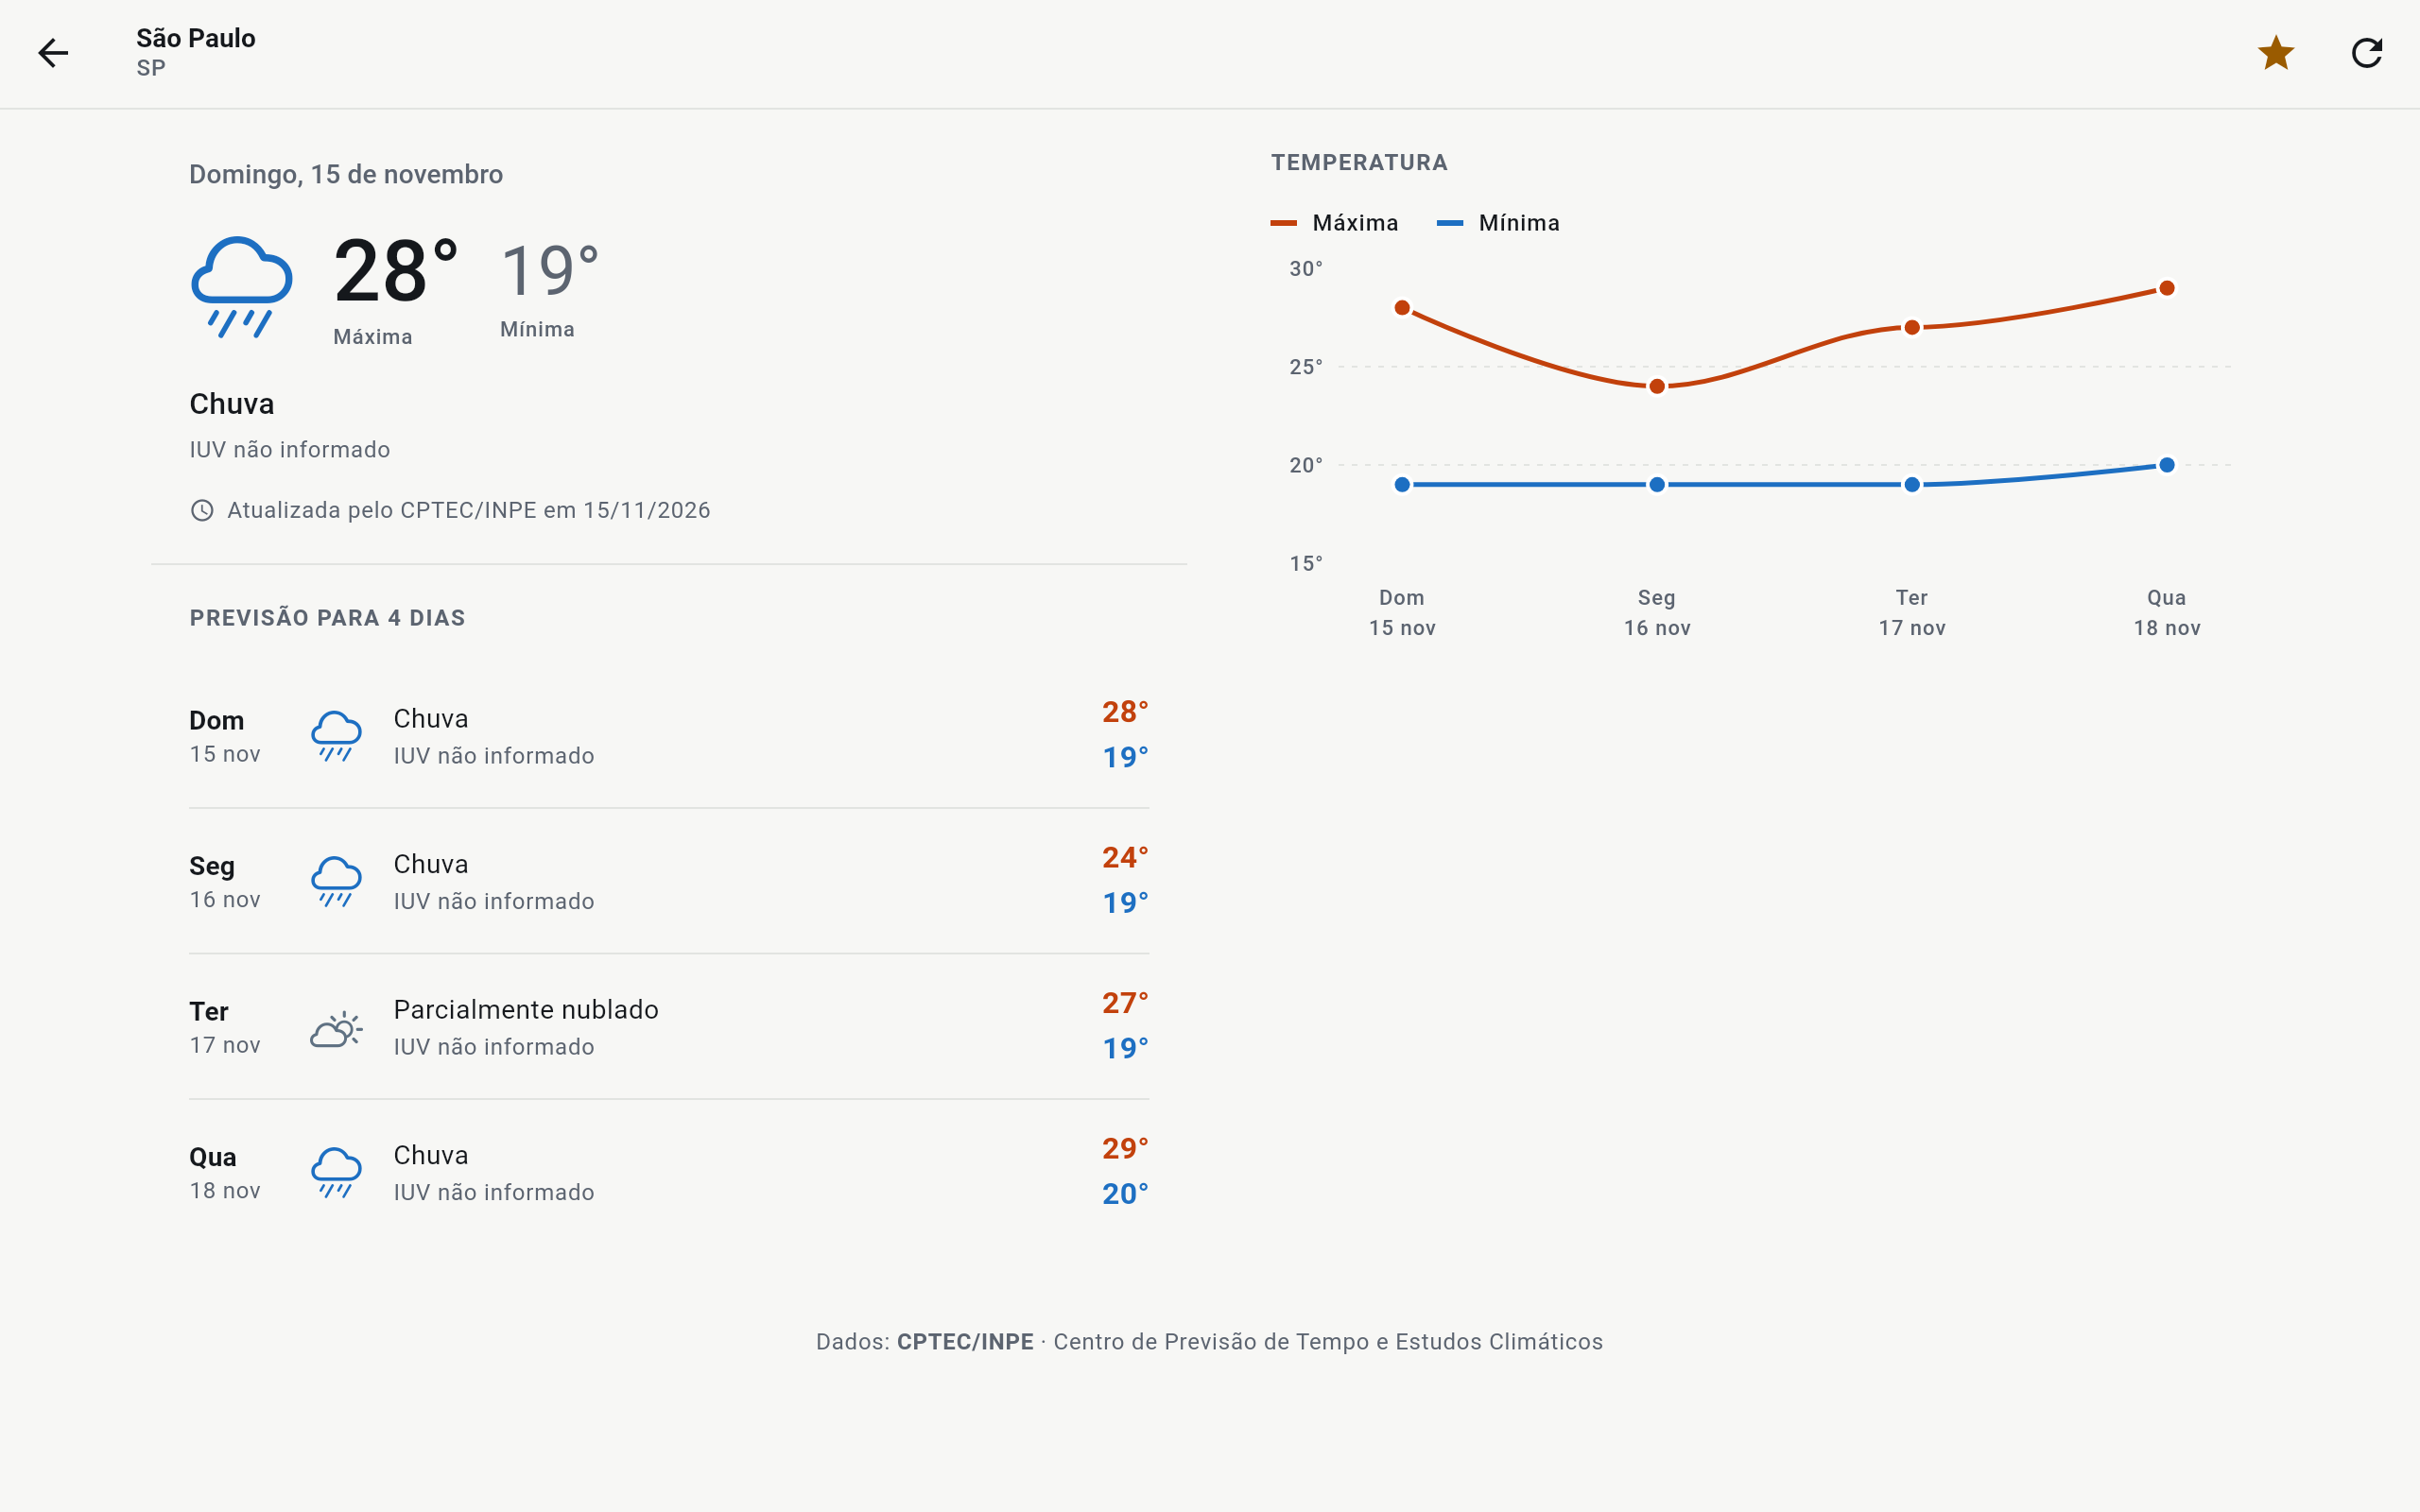 São Paulo
SP
Domingo, 15 de novembro
28° 19°
Máxima Mínima
Chuva
IUV não informado
Atualizada pelo CPTEC/INPE em 15/11/2026
PREVISÃO PARA 4 DIAS
Dom
15 nov
Chuva
IUV não informado
28°
19°
Seg
16 nov
Chuva
IUV não informado
24°
19°
Ter
17 nov
Parcialmente nublado
IUV não informado
27°
19°
Qua
18 nov
Chuva
IUV não informado
29°
20°
TEMPERATURA
Máxima Mínima
30°
25°
20°
15°
Dom Seg Ter Qua
15 nov 16 nov 17 nov 18 nov
Dados: CPTEC/INPE · Centro de Previsão de Tempo e Estudos Climáticos